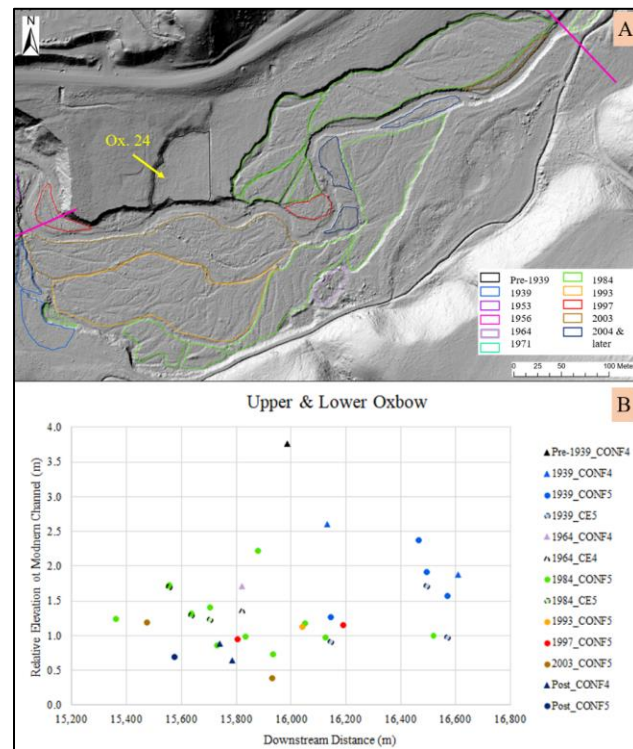 N
A
Ox. 24
Pre-1939
1939
1953
1956
1964
1971
1984
1993
1997
2003
2004 &
later
0 25 50 100 Meter
Upper & Lower Oxbow
B
Relative Elevation of Modnern Channel (m)
4.0
3.5
3.0
2.5
2.0
1.5
1.0
0.5
0.0
15,200 15,400 15,600 15,800 16,000 16,200 16,400 16,600 16,800
Downstream Distance (m)
Pre-1939_CONF4
1939_CONF4
1939_CONF5
1939_CE5
1964_CONF4
1964_CE4
1984_CONF5
1984_CE5
1993_CONF5
1997_CONF5
2003_CONF5
Post_CONF4
Post_CONF5